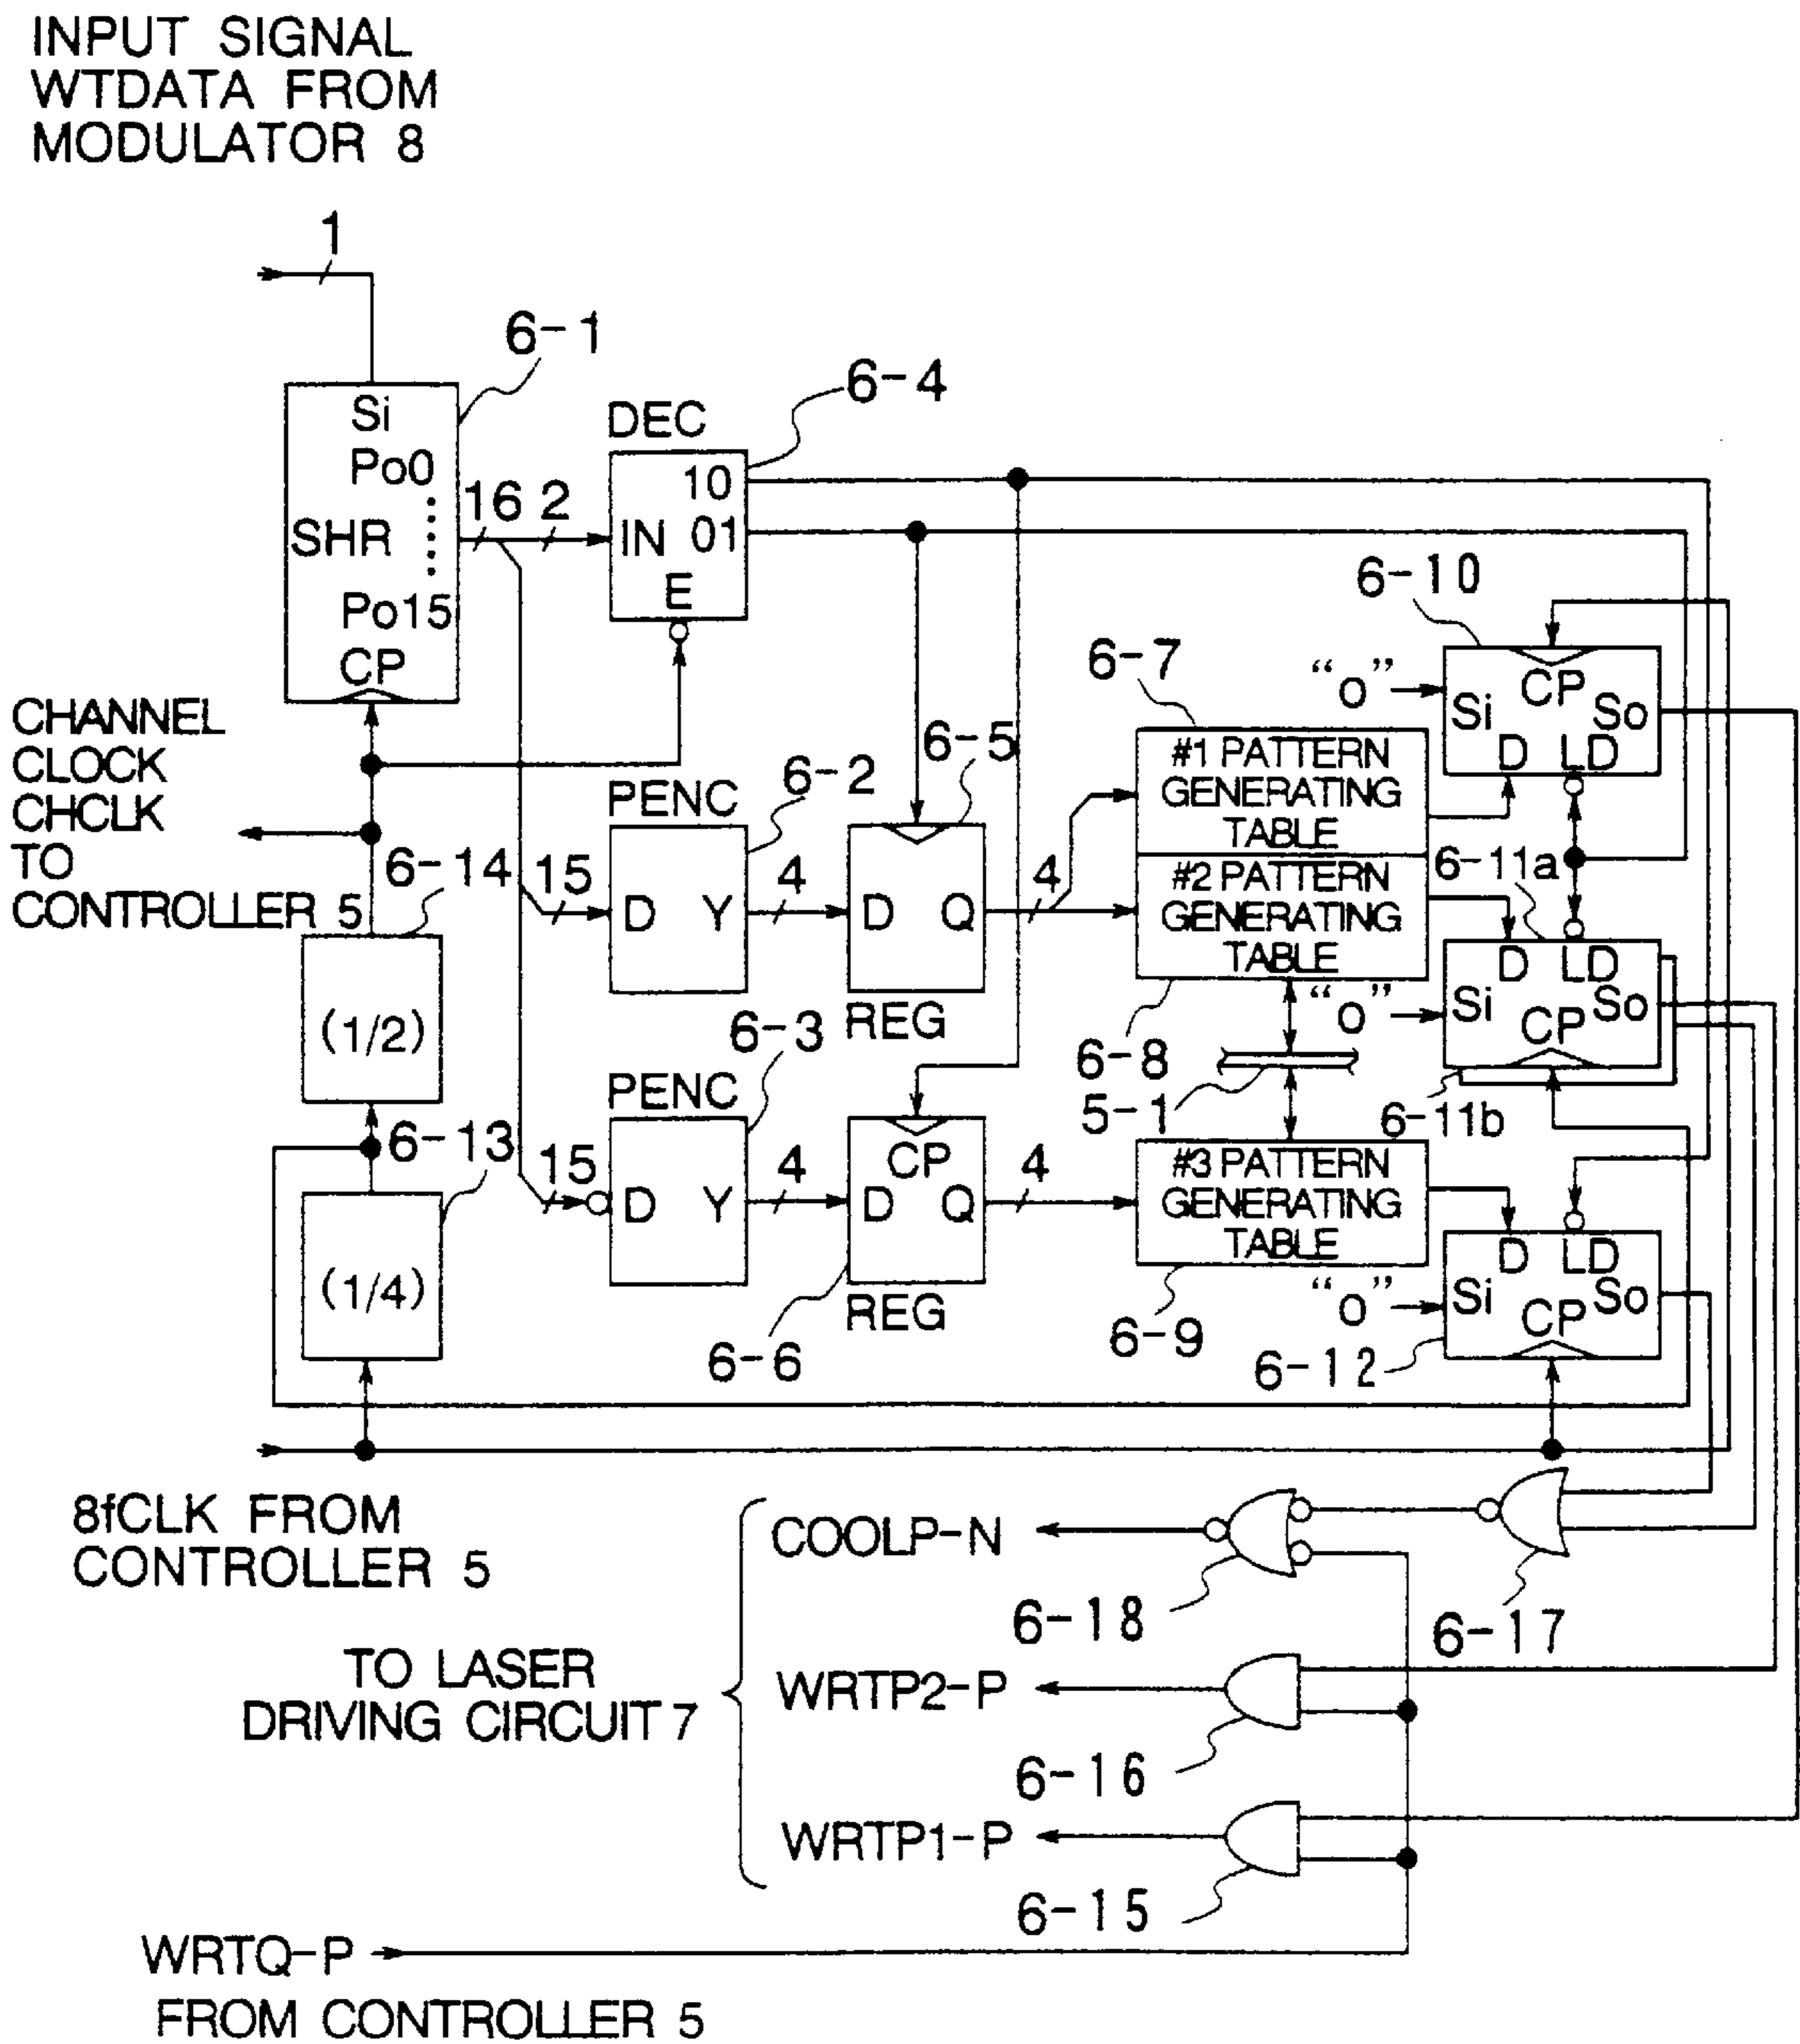 INPUT SIGNAL
WTDATA FROM
MODULATOR 8
1
6-1
Si
Po0
SHR
Po15
CP
16
2
DEC
6-4
10
IN 01
E
CHANNEL
CLOCK
CHCLK
TO
CONTROLLER 5
6-14
(1/2)
6-13
(1/4)
PENC
6-2
15
D Y
4
6-5
D Q
REG
4
PENC
6-3
15
D Y
4
CP
D Q
REG
6-6
4
6-7
#1 PATTERN
GENERATING
TABLE
#2 PATTERN
GENERATING
TABLE
6-8
5-1
#3 PATTERN
GENERATING
TABLE
6-9
6-10
“o”
Si CP So
D LD
6-11a
D LD
“o”
Si CP So
6-11b
D LD
“o”
Si CP So
6-12
8fCLK FROM
CONTROLLER 5
COOLP-N
6-18
6-17
TO LASER
DRIVING CIRCUIT 7
WRTP2-P
6-16
WRTP1-P
6-15
WRTQ-P
FROM CONTROLLER 5